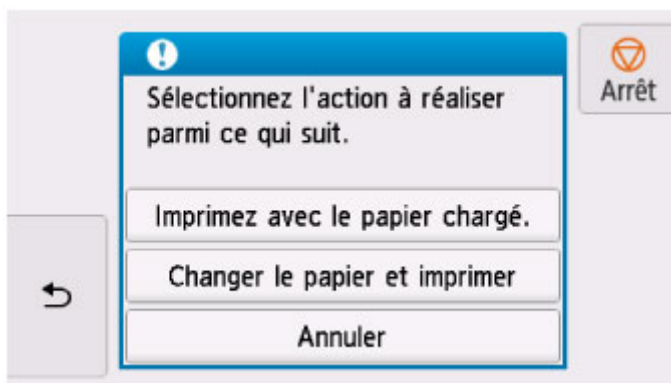 Sélectionnez l'action à réaliser
parmi ce qui suit.
Arrêt
Imprimez avec le papier chargé.
Changer le papier et imprimer
Annuler